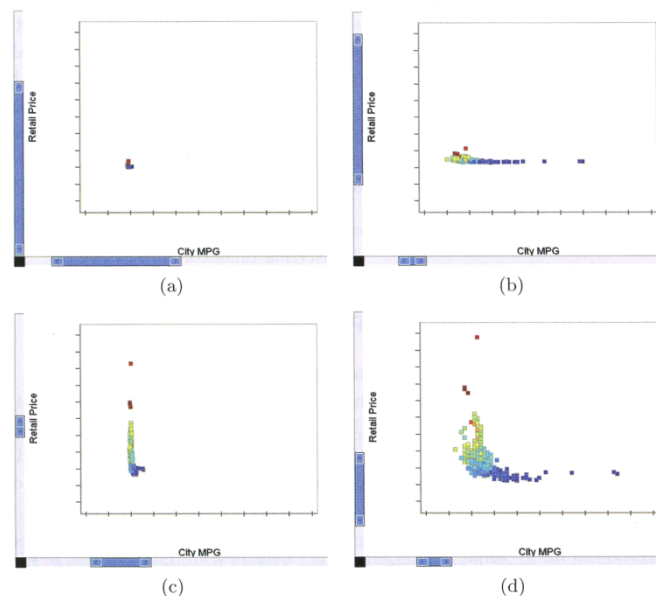 Retail Price
City MPG
(a)
Retail Price
City MPG
(b)
Retail Price
City MPG
(c)
Retail Price
City MPG
(d)